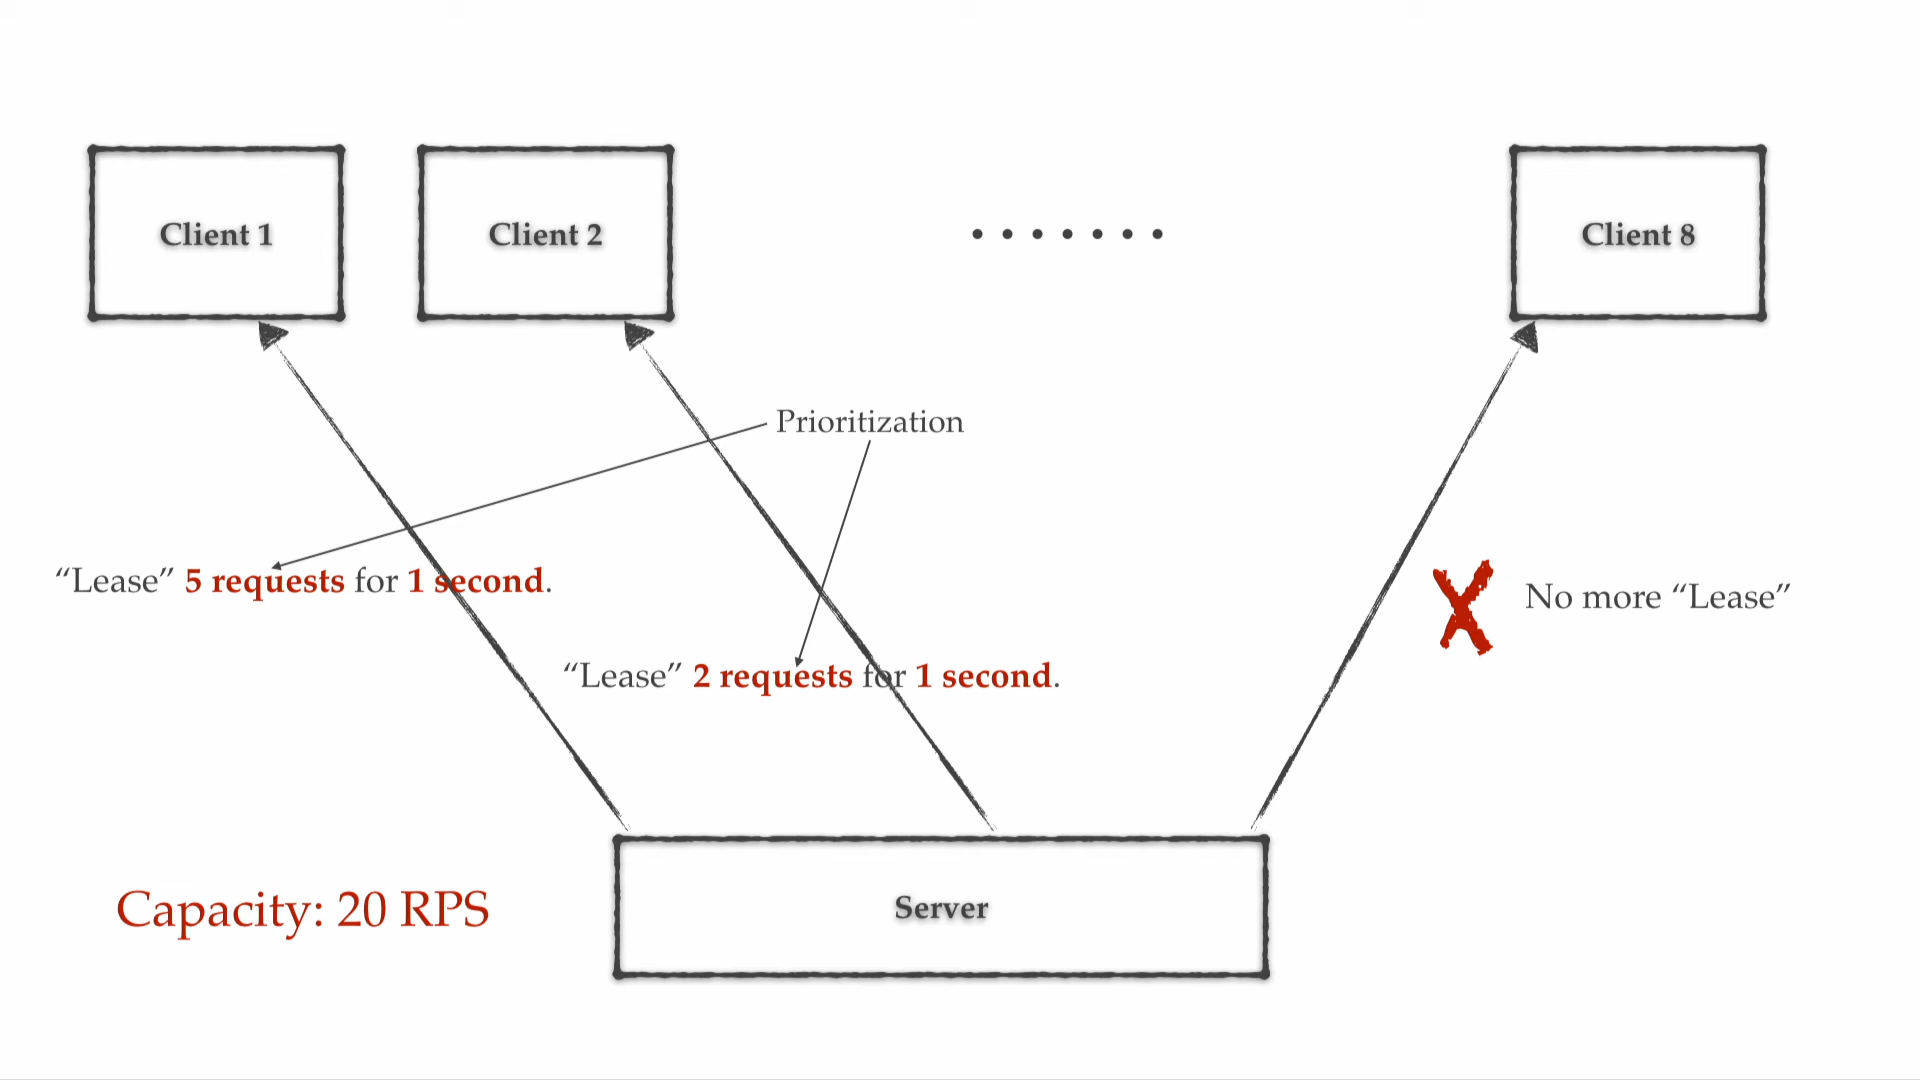 Client 1
Client 2
.......
Client 8
Prioritization
“Lease” 5 requests for 1 second.
No more “Lease”
“Lease” 2 requests for 1 second.
Capacity: 20 RPS
Server